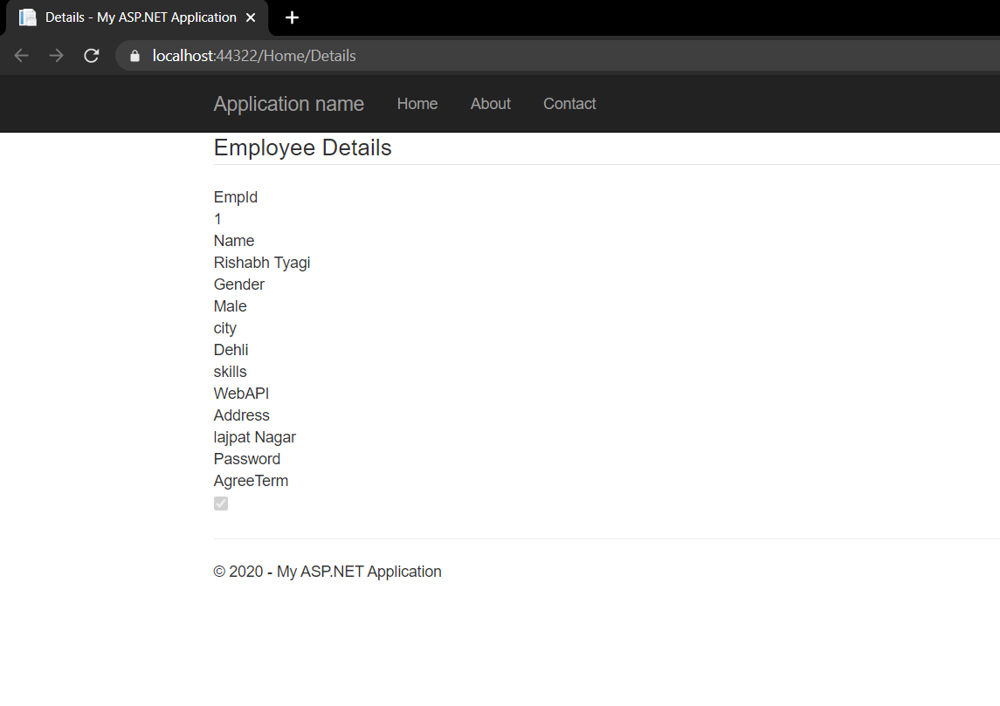 Details - My ASP.NET Application
localhost:44322/Home/Details
Application name Home About Contact
Employee Details
EmpId
1
Name
Rishabh Tyagi
Gender
Male
city
Dehli
skills
WebAPI
Address
lajpat Nagar
Password
AgreeTerm
© 2020 - My ASP.NET Application